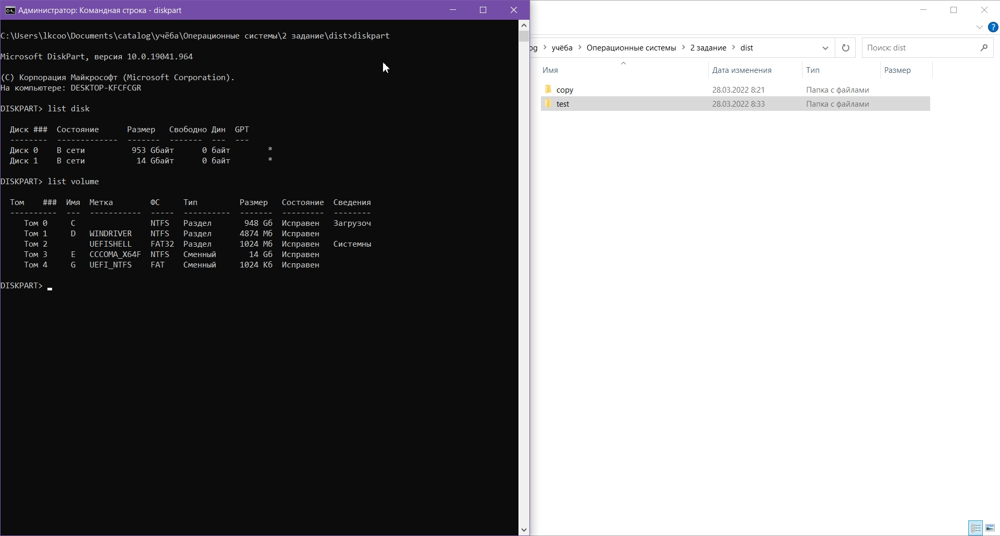 Администратор: Командная строка - diskpart
C:\Users\lkcoo\Documents\catalog\учёба\Операционные системы\2 задание\dist>diskpart
Microsoft DiskPart, версия 10.0.19041.964
(C) Корпорация Майкрософт (Microsoft Corporation).
На компьютере: DESKTOP-KFCFCGR
DISKPART> list disk
Диск ### Состояние Размер Свободно Дин GPT
-------- ------------- ------- ------- --- ---
Диск 0 В сети 953 Gбайт 0 байт *
Диск 1 В сети 14 Gбайт 0 байт *
DISKPART> list volume
Том ### Имя Метка ФС Тип Размер Состояние Сведения
---------- --- ----------- ----- ---------- ------- --------- --------
Том 0 C NTFS Раздел 948 Gб Исправен Загрузоч
Том 1 D WINDRIVER NTFS Раздел 4874 Mб Исправен
Том 2 UEFISHELL FAT32 Раздел 1024 Mб Исправен Системны
Том 3 E CCCOMA_X64F NTFS Сменный 14 Gб Исправен
Том 4 G UEFI_NTFS FAT Сменный 1024 Kб Исправен
DISKPART>
og > учёба > Операционные системы > 2 задание > dist
Поиск: dist
Имя Дата изменения Тип Размер
copy 28.03.2022 8:21 Папка с файлами
test 28.03.2022 8:33 Папка с файлами